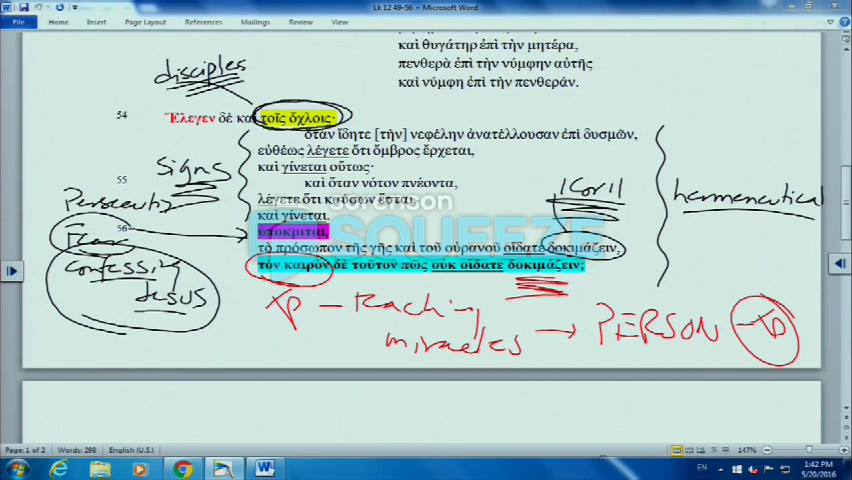 Lk 12 49-56 - Microsoft Word
File Home Insert Page Layout References Mailings Review View
καὶ θυγάτηρ ἐπὶ τὴν μητέρα,
πενθερὰ ἐπὶ τὴν νύμφην αὐτῆς
καὶ νύμφη ἐπὶ τὴν πενθεράν.
disciples
54 Ἔλεγεν δὲ καὶ τοῖς ὄχλοις·
ὅταν ἴδητε [τὴν] νεφέλην ἀνατέλλουσαν ἐπὶ δυσμῶν,
εὐθέως λέγετε ὅτι ὄμβρος ἔρχεται,
καὶ γίνεται οὕτως·
Signs
55 καὶ ὅταν νότον πνέοντα,
λέγετε ὅτι καύσων ἔσται,
καὶ γίνεται.
1 Cor 11
hermeneutical
56 ὑποκριταί,
τὸ πρόσωπον τῆς γῆς καὶ τοῦ οὐρανοῦ οἴδατε δοκιμάζειν,
τὸν καιρὸν δὲ τοῦτον πῶς οὐκ οἴδατε δοκιμάζειν;
confessing
Jesus
sorenson
SQUEEZE
teaching
miracles → PERSON
Page: 1 of 2 Words: 298 English (U.S.) 147%
EN 1:42 PM
5/20/2016